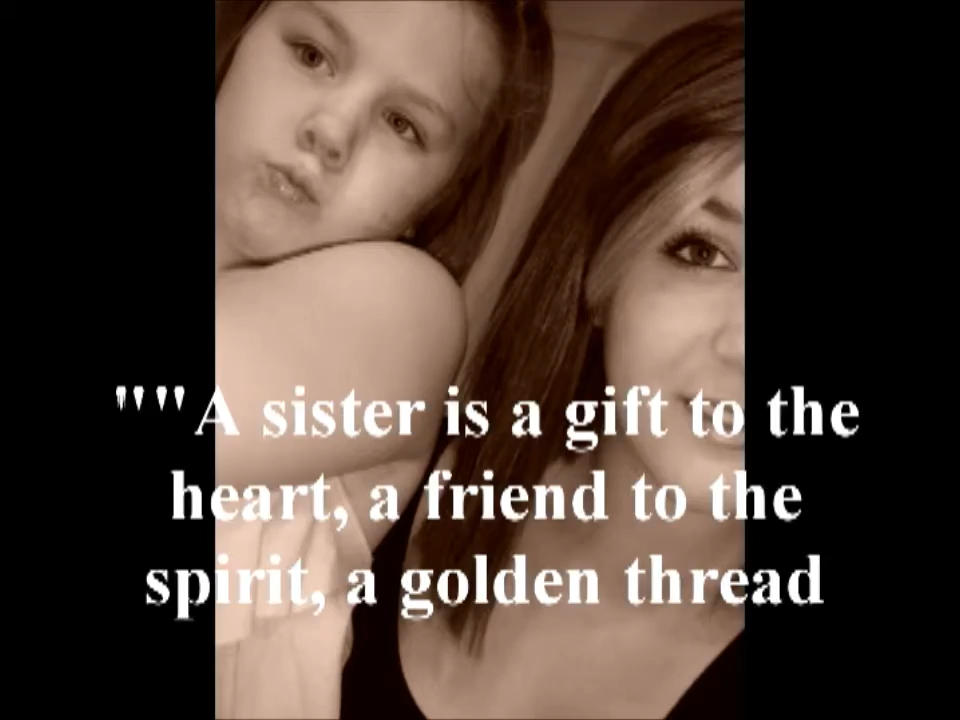 ""A sister is a gift to the
heart, a friend to the
spirit, a golden thread